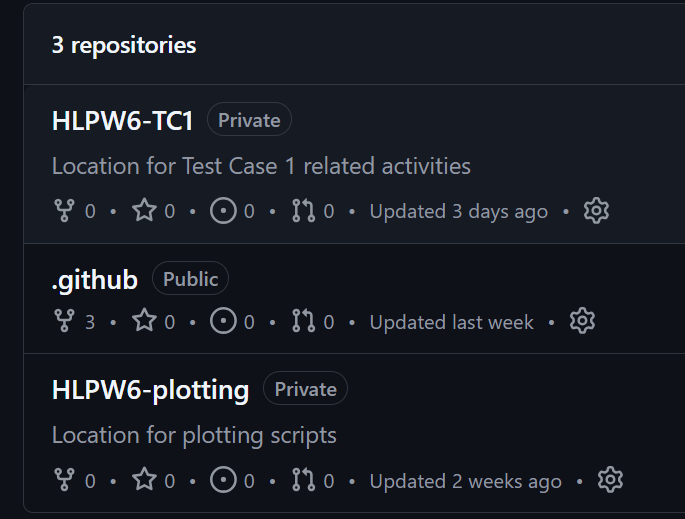 3 repositories
HLPW6-TC1 Private
Location for Test Case 1 related activities
0 • 0 • 0 • 0 • Updated 3 days ago •
.github Public
3 • 0 • 0 • 0 • Updated last week •
HLPW6-plotting Private
Location for plotting scripts
0 • 0 • 0 • 0 • Updated 2 weeks ago •